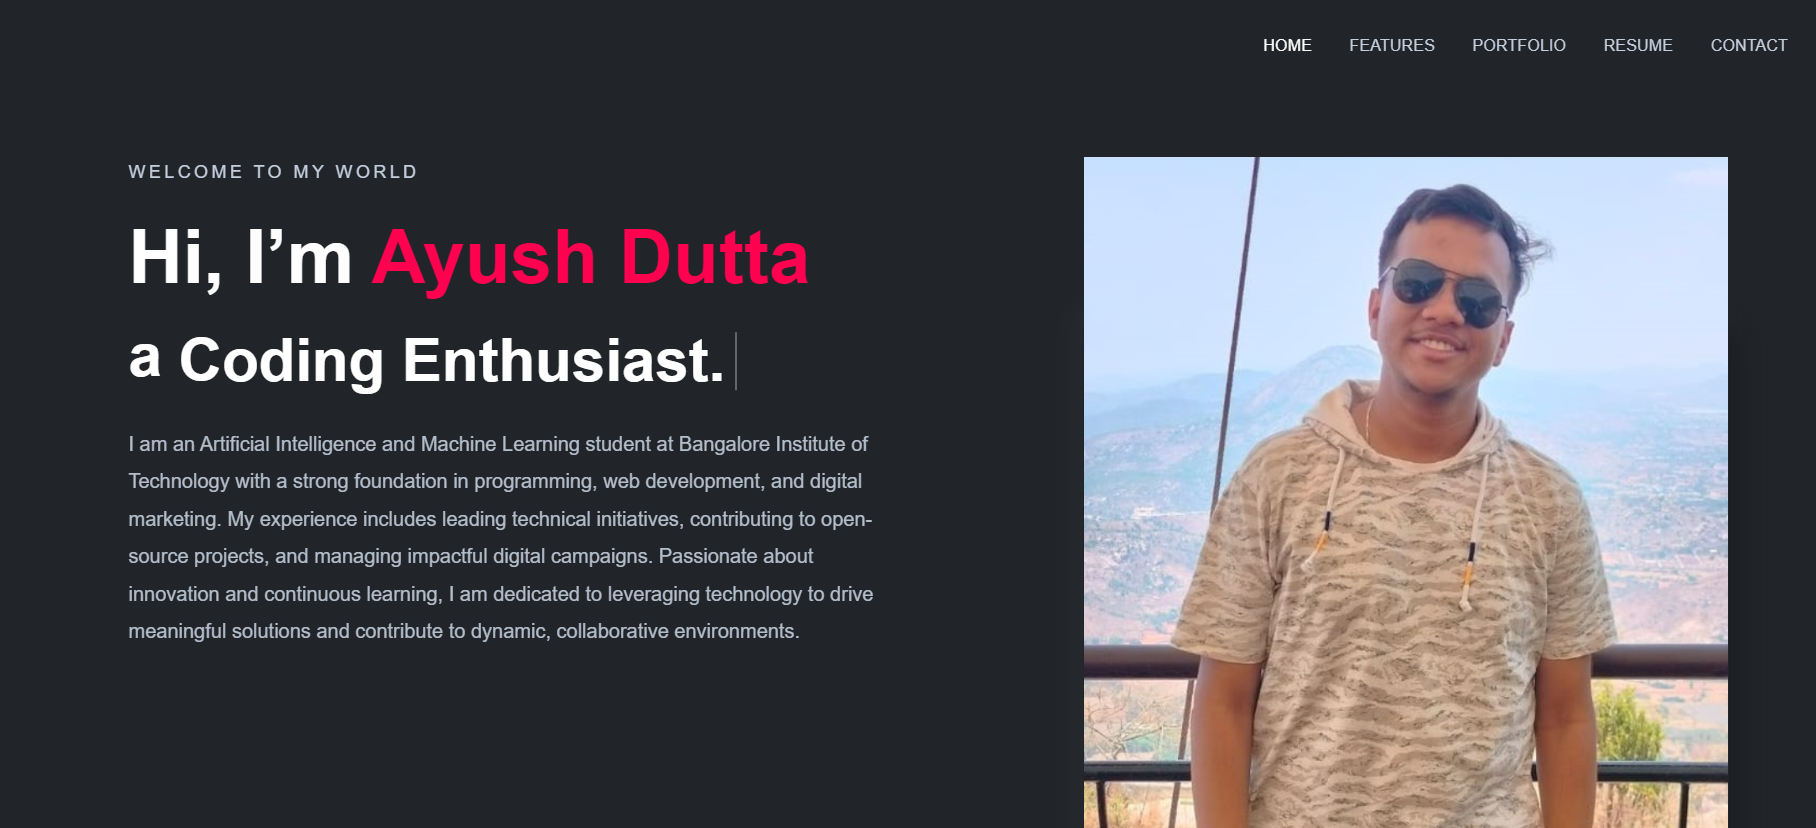 HOME FEATURES PORTFOLIO RESUME CONTACT
WELCOME TO MY WORLD
Hi, I’m Ayush Dutta
a Coding Enthusiast.
I am an Artificial Intelligence and Machine Learning student at Bangalore Institute of
Technology with a strong foundation in programming, web development, and digital
marketing. My experience includes leading technical initiatives, contributing to open-
source projects, and managing impactful digital campaigns. Passionate about
innovation and continuous learning, I am dedicated to leveraging technology to drive
meaningful solutions and contribute to dynamic, collaborative environments.